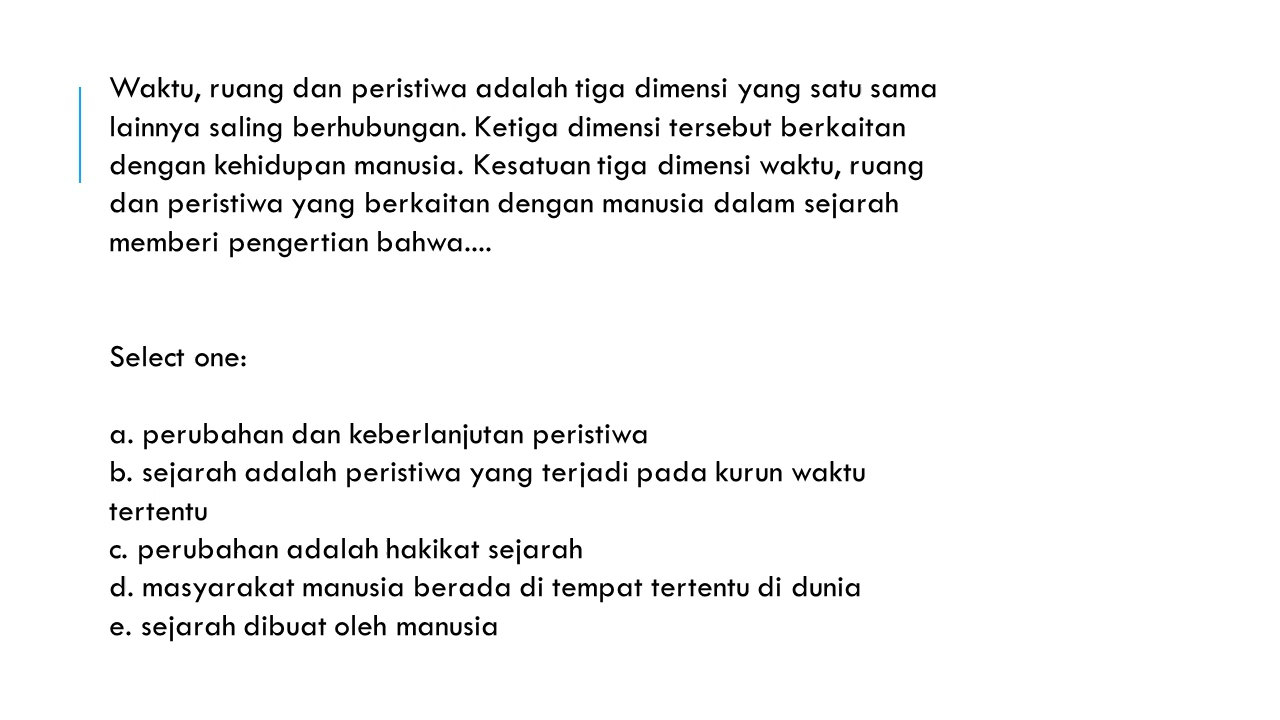 Waktu, ruang dan peristiwa adalah tiga dimensi yang satu sama
lainnya saling berhubungan. Ketiga dimensi tersebut berkaitan
dengan kehidupan manusia. Kesatuan tiga dimensi waktu, ruang
dan peristiwa yang berkaitan dengan manusia dalam sejarah
memberi pengertian bahwa....
Select one:
a. perubahan dan keberlanjutan peristiwa
b. sejarah adalah peristiwa yang terjadi pada kurun waktu
tertentu
c. perubahan adalah hakikat sejarah
d. masyarakat manusia berada di tempat tertentu di dunia
e. sejarah dibuat oleh manusia